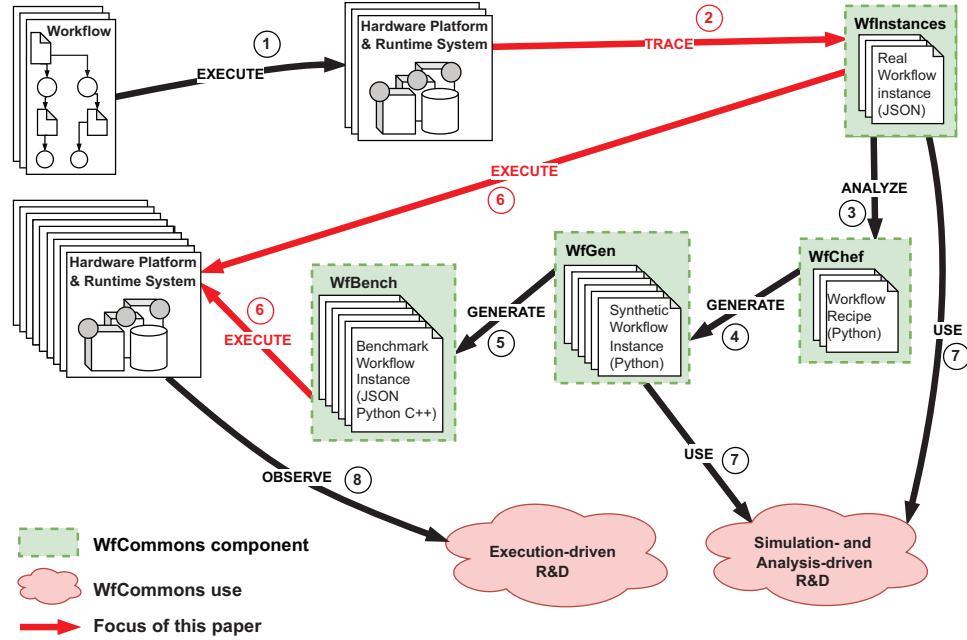 Workflow
1
EXECUTE
Hardware Platform
& Runtime System
2
TRACE
WfInstances
Real
Workflow
instance
(JSON)
EXECUTE
6
ANALYZE
3
USE
7
Hardware Platform
& Runtime System
6
EXECUTE
WfBench
Benchmark
Workflow
Instance
(JSON
Python C++)
GENERATE
5
WfGen
Synthetic
Workflow
Instance
(Python)
GENERATE
4
WfChef
Workflow
Recipe
(Python)
OBSERVE
8
USE
7
Execution-driven
R&D
Simulation- and
Analysis-driven
R&D
WfCommons component
WfCommons use
Focus of this paper